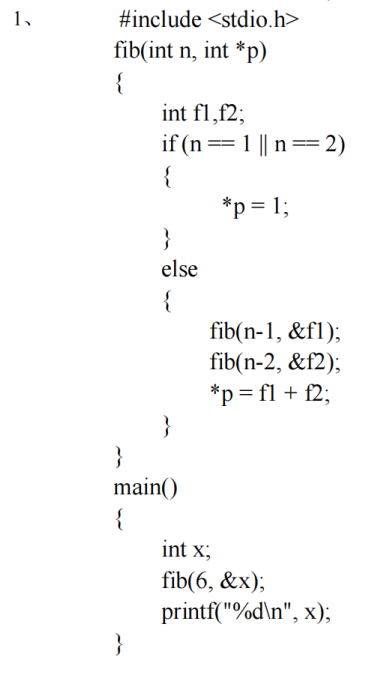 1、 #include <stdio.h>
fib(int n, int *p)
{
int f1,f2;
if (n == 1 || n == 2)
{
*p = 1;
}
else
{
fib(n-1, &f1);
fib(n-2, &f2);
*p = f1 + f2;
}
}
main()
{
int x;
fib(6, &x);
printf("%d\n", x);
}